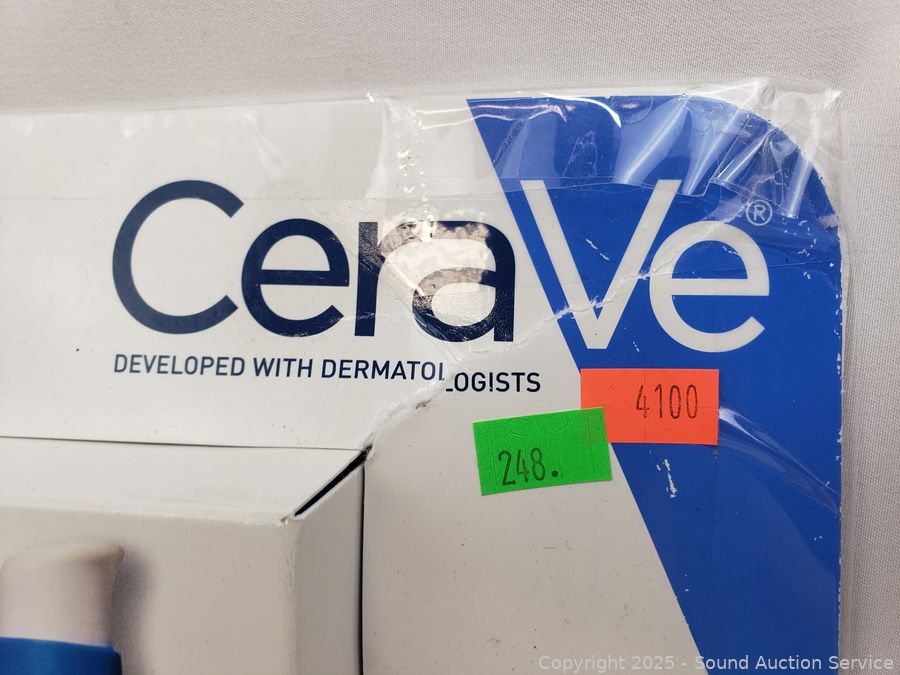 CeraVe®
DEVELOPED WITH DERMATOLOGISTS
4100
248.
Copyright 2025 - Sound Auction Service